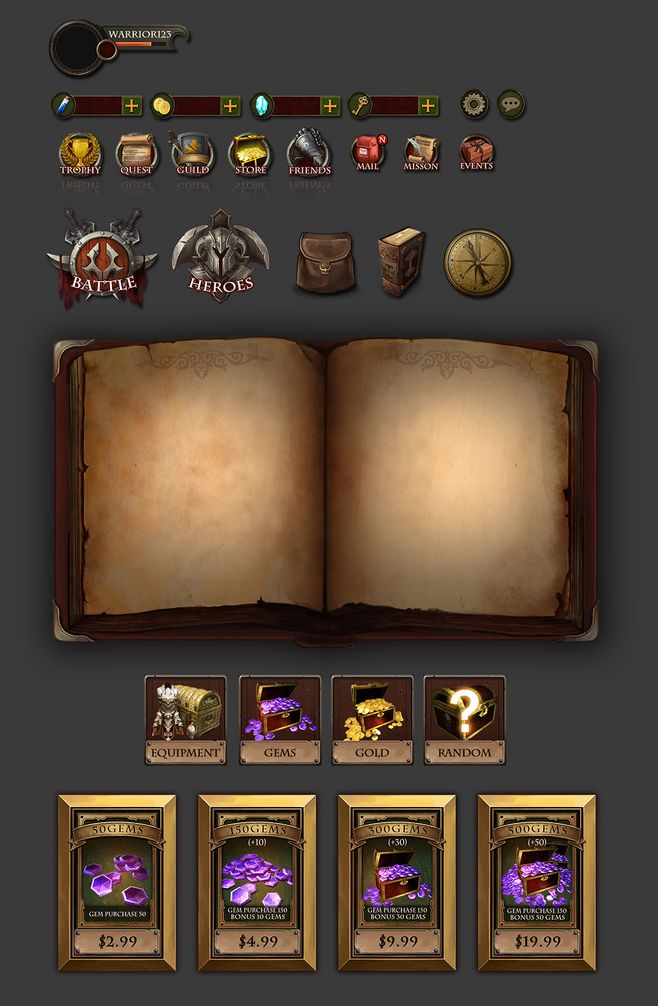 WARRIOR123
TROPHY
QUEST
GUILD
STORE
FRIENDS
N
MAIL
MISSON
EVENTS
BATTLE
HEROES
EQUIPMENT
GEMS
GOLD
?
RANDOM
50GEMS
GEM PURCHASE 50
$2.99
150GEMS
(+10)
GEM PURCHASE 150
BONUS 10 GEMS
$4.99
300GEMS
(+30)
GEM PURCHASE 150
BONUS 30 GEMS
$9.99
500GEMS
(+50)
GEM PURCHASE 150
BONUS 50 GEMS
$19.99